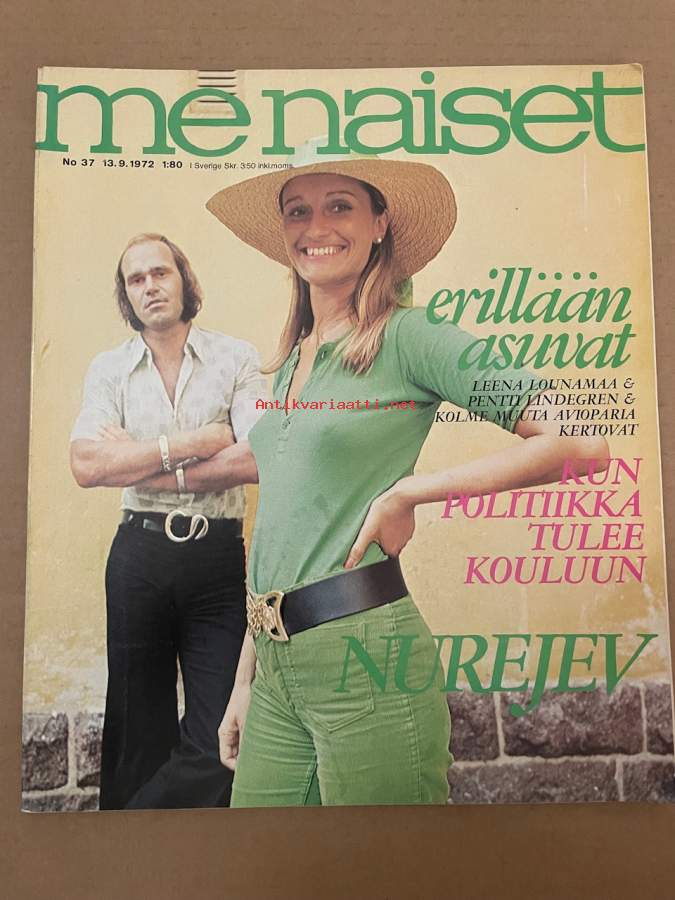 me naiset
No 37 13.9.1972 1:80 i Sverige Skr. 3:50 inkl.moms
erillään
asuvat
LEENA LOUNAMAA &
PENTTI LINDEGREN &
KOLME MUUTA AVIOPARIA
KERTOVAT
Antikvariaatti.net
KUN
POLITIIKKA
TULEE
KOULUUN
NUREJEV